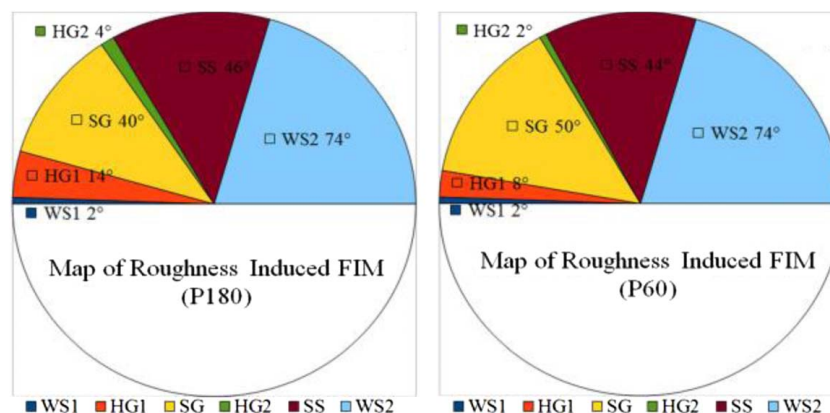 HG2 4°
SS 46°
SG 40°
WS2 74°
HG1 14°
WS1 2°
Map of Roughness Induced FIM
(P180)
WS1 HG1 SG HG2 SS WS2
HG2 2°
SS 44°
SG 50°
WS2 74°
HG1 8°
WS1 2°
Map of Roughness Induced FIM
(P60)
WS1 HG1 SG HG2 SS WS2